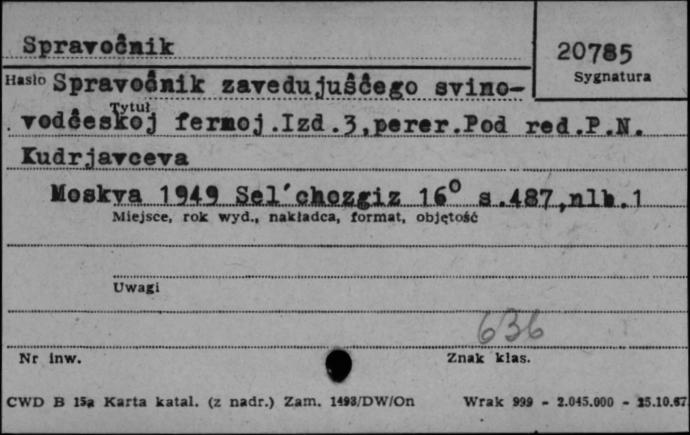 Spravočnik
20785
Sygnatura
Hasło Spravočnik zavedujuščego svino-
Tytuł
vodčeskoj fermoj.Izd.3,perer.Pod red.P.N.
Kudrjavceva
Moskva 1949 Sel'chozgiz 16° s.487,nlb.1
Miejsce, rok wyd., nakładca, format, objętość
Uwagi
636
Nr inw.
Znak klas.
CWD B 15a Karta katal. (z nadr.) Zam. 1493/DW/On
Wrak 999 - 2.045.000 - 25.10.67